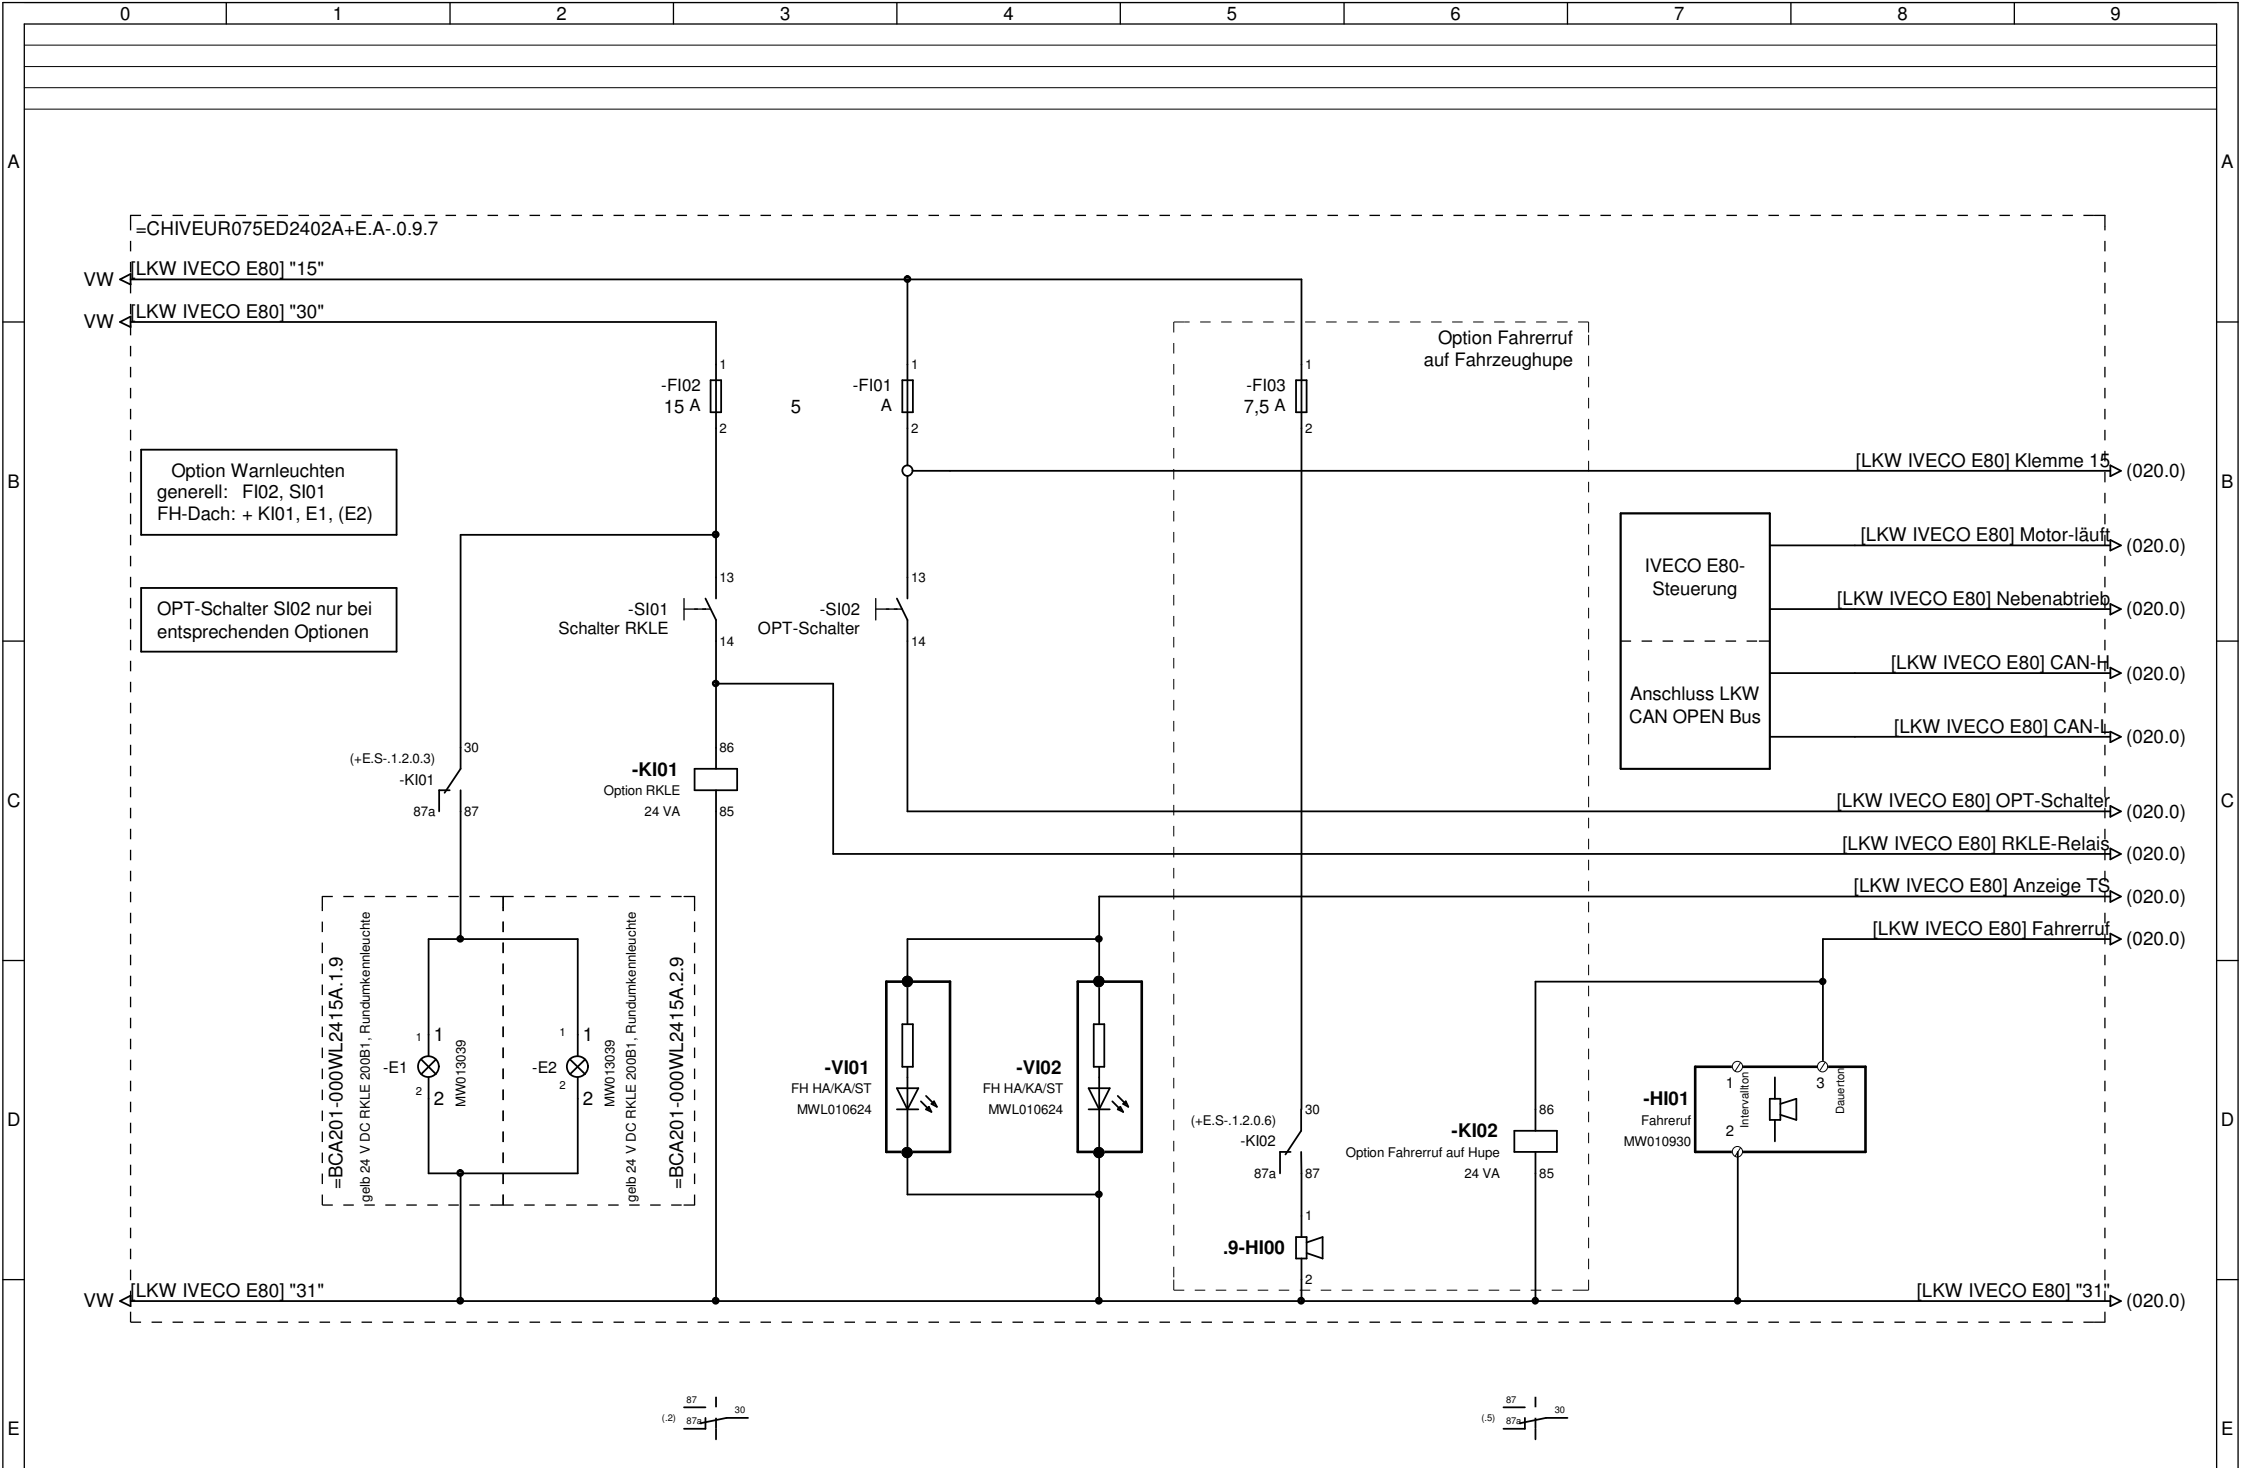 0 1 2 3 4 5 6 7 8 9
A A
=CHIVEUR075ED2402A+E.A-.0.9.7
VW [LKW IVECO E80] "15"
VW [LKW IVECO E80] "30"
Option Fahrerruf
auf Fahrzeughupe
1 1 1
-FI02 -FI01 -FI03
15 A 5 A 7,5 A
2 2 2
B B
Option Warnleuchten
generell: FI02, SI01
FH-Dach: + KI01, E1, (E2)
[LKW IVECO E80] Klemme 15 (020.0)
IVECO E80-
Steuerung
[LKW IVECO E80] Motor-läuft (020.0)
[LKW IVECO E80] Nebenabtrieb (020.0)
OPT-Schalter SI02 nur bei
entsprechenden Optionen
13 13
-SI01 -SI02
Schalter RKLE OPT-Schalter
14 14
Anschluss LKW
CAN OPEN Bus
[LKW IVECO E80] CAN-H (020.0)
[LKW IVECO E80] CAN-L (020.0)
C C
(+E.S-.1.2.0.3)
30
-KI01
87a 87
86
-KI01
Option RKLE
24 VA
85
[LKW IVECO E80] OPT-Schalter (020.0)
[LKW IVECO E80] RKLE-Relais (020.0)
[LKW IVECO E80] Anzeige TS (020.0)
[LKW IVECO E80] Fahrerruf (020.0)
D D
=BCA201-000WL2415A.1.9
gelb 24 V DC RKLE 200B1, Rundumkennleuchte
1 1
-E1
2 2
MW013039
1 1
-E2
2 2
MW013039
gelb 24 V DC RKLE 200B1, Rundumkennleuchte
=BCA201-000WL2415A.2.9
-VI01
FH HA/KA/ST
MWL010624
-VI02
FH HA/KA/ST
MWL010624
(+E.S-.1.2.0.6)
30
-KI02
87a 87
1
.9-HI00
2
86
-KI02
Option Fahrerruf auf Hupe
24 VA
85
-HI01
Fahreruf
MW010930
1 Intervallton
2
3
Dauerton
VW [LKW IVECO E80] "31"
[LKW IVECO E80] "31" (020.0)
E E
87
(.2) 87a 30
87
(.5) 87a 30